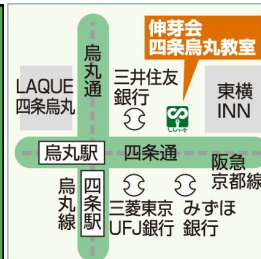 伸芽会
四条烏丸教室
烏丸通
LAQUE
四条烏丸
三井住友
銀行
東横
INN
烏丸駅
四条通
阪急
京都線
烏丸線
四条駅
三菱東京
UFJ銀行
みずほ
銀行